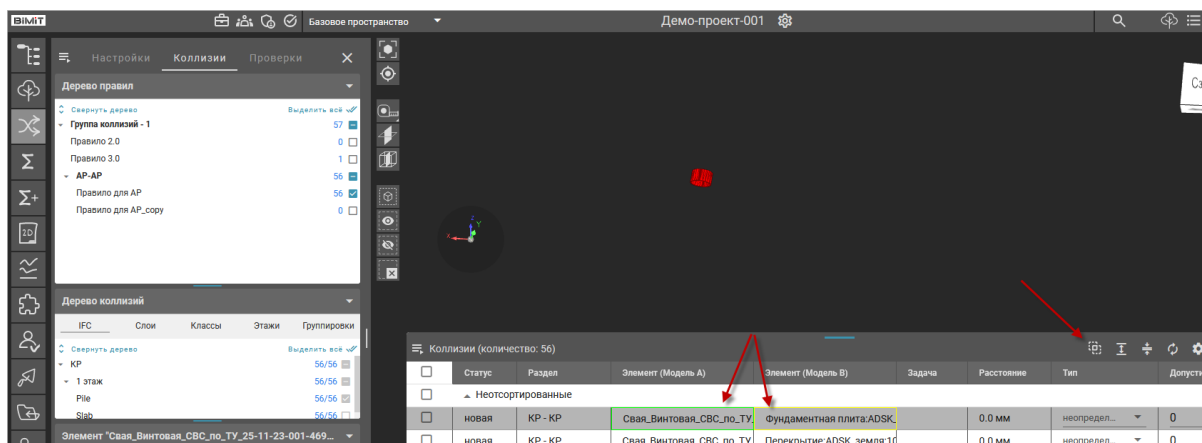 BiMiT
Базовое пространство
Демо-проект-001
Настройки Коллизии Проверки
Дерево правил
Свернуть дерево Выделить всё
Группа коллизий - 1 57
Правило 2.0 0
Правило 3.0 1
АР-АР 56
Правило для АР 56
Правило для АР_copy 0
Дерево коллизий
IFC Слои Классы Этажи Группировки
Свернуть дерево Выделить всё
КР 56/56
1 этаж 56/56
Pile 56/56
Slab 56/56
Элемент "Свая_Винтовая_СВС_по_ТУ_25-11-23-001-469...
2D
Z
Y
X
Коллизии (количество: 56)
Статус Раздел Элемент (Модель А) Элемент (Модель В) Задача Расстояние Тип Допусти
Неотсортированные
новая КР - КР Свая_Винтовая_СВС_по_ТУ_ Фундаментная плита:ADSK_ 0.0 мм неопредел... 0
новая КР - КР Свая_Винтовая_СВС_по_ТУ_ Перекрытие:ADSK_земля:10 0.0 мм неопредел... 0